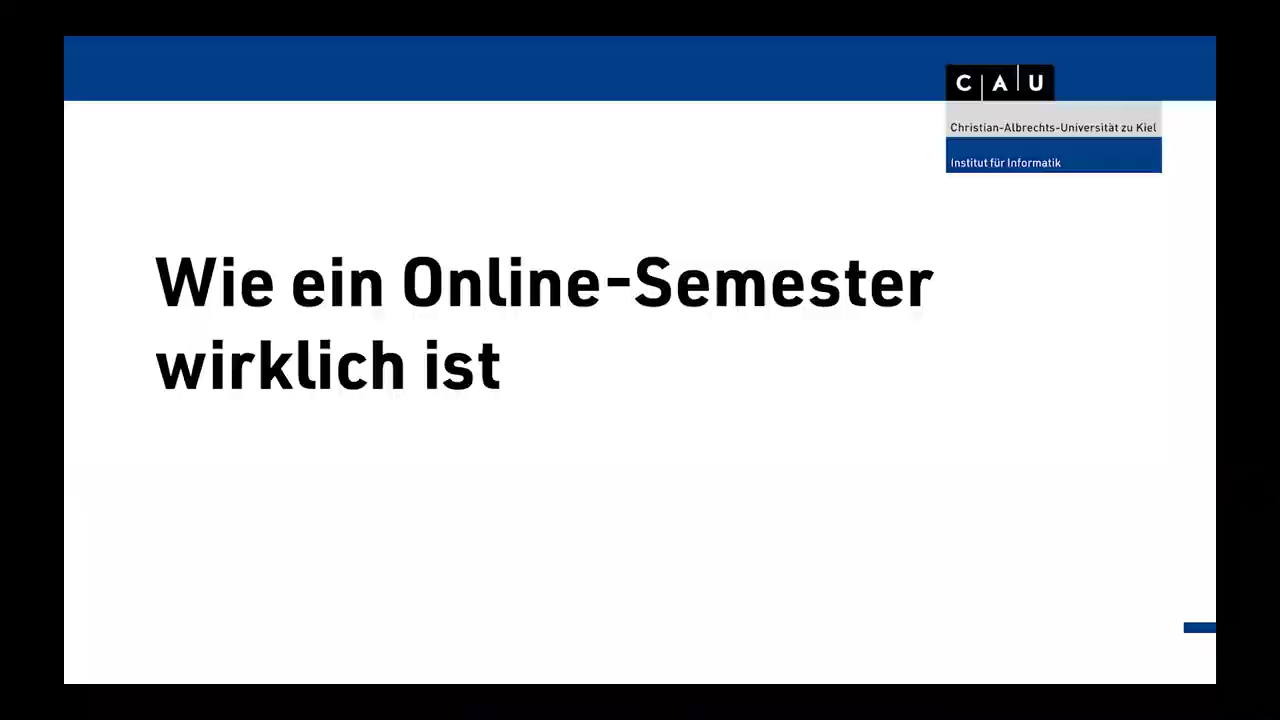 C A U
Christian-Albrechts-Universität zu Kiel
Institut für Informatik
Wie ein Online-Semester
wirklich ist